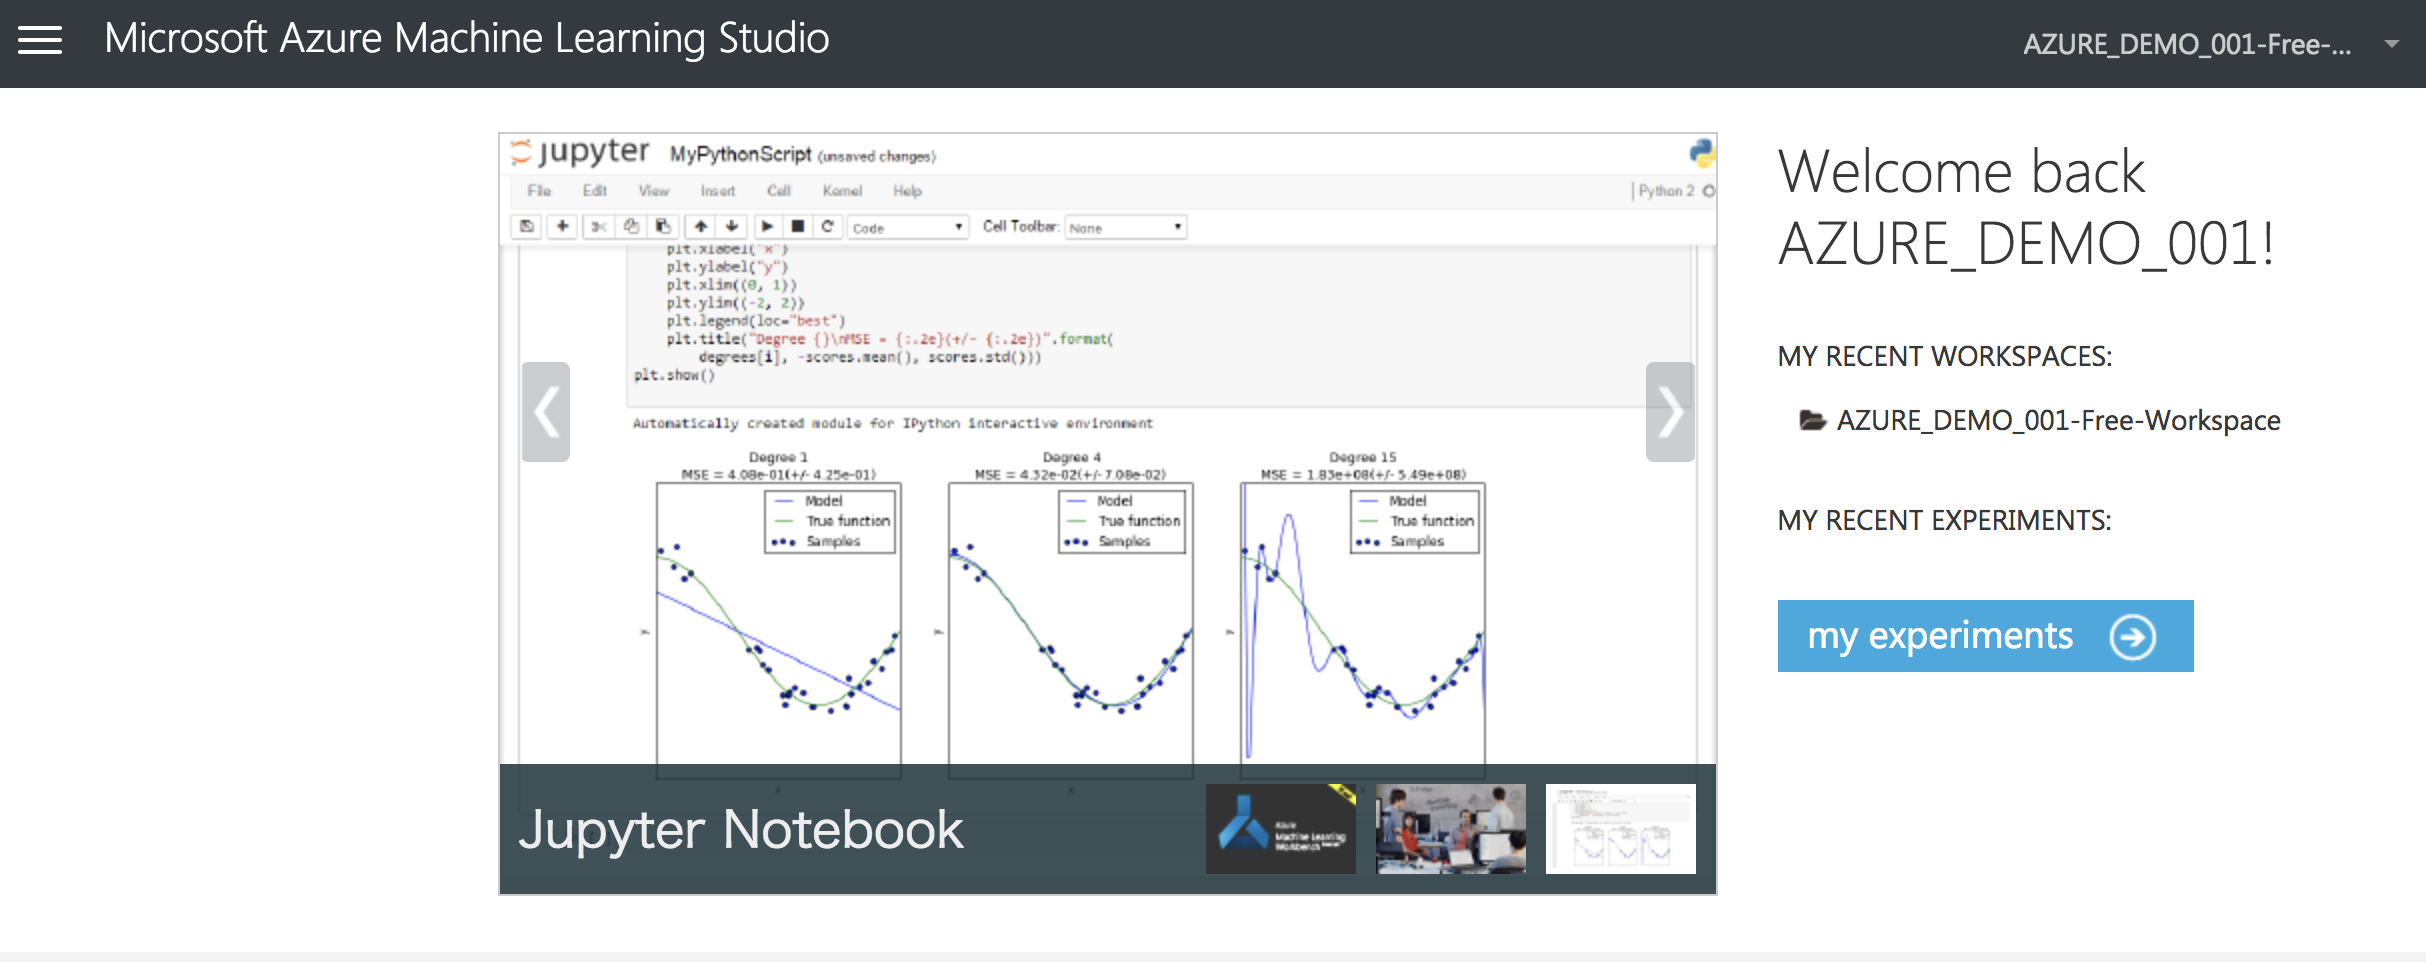 Microsoft Azure Machine Learning Studio
AZURE_DEMO_001-Free-...
jupyter MyPythonScript (unsaved changes)
File Edit View Insert Cell Kernel Help
Python 2
Code
Cell Toolbar: None
plt.xlabel("x")
plt.ylabel("y")
plt.xlim((0, 1))
plt.ylim((-2, 2))
plt.legend(loc="best")
plt.title("Degree {}\nMSE = {:.2e}(+/- {:.2e})".format(
degrees[i], -scores.mean(), scores.std()))
plt.show()
Automatically created module for IPython interactive environment
Degree 1
MSE = 4.08e-01(+/- 4.25e-01)
Model
True function
Samples
y
x
Degree 4
MSE = 4.32e-02(+/- 7.08e-02)
Model
True function
Samples
y
x
Degree 15
MSE = 1.83e+08(+/- 5.49e+08)
Model
True function
Samples
y
x
Jupyter Notebook
Azure
Machine Learning
Workbench
Welcome back
AZURE_DEMO_001!
MY RECENT WORKSPACES:
AZURE_DEMO_001-Free-Workspace
MY RECENT EXPERIMENTS:
my experiments